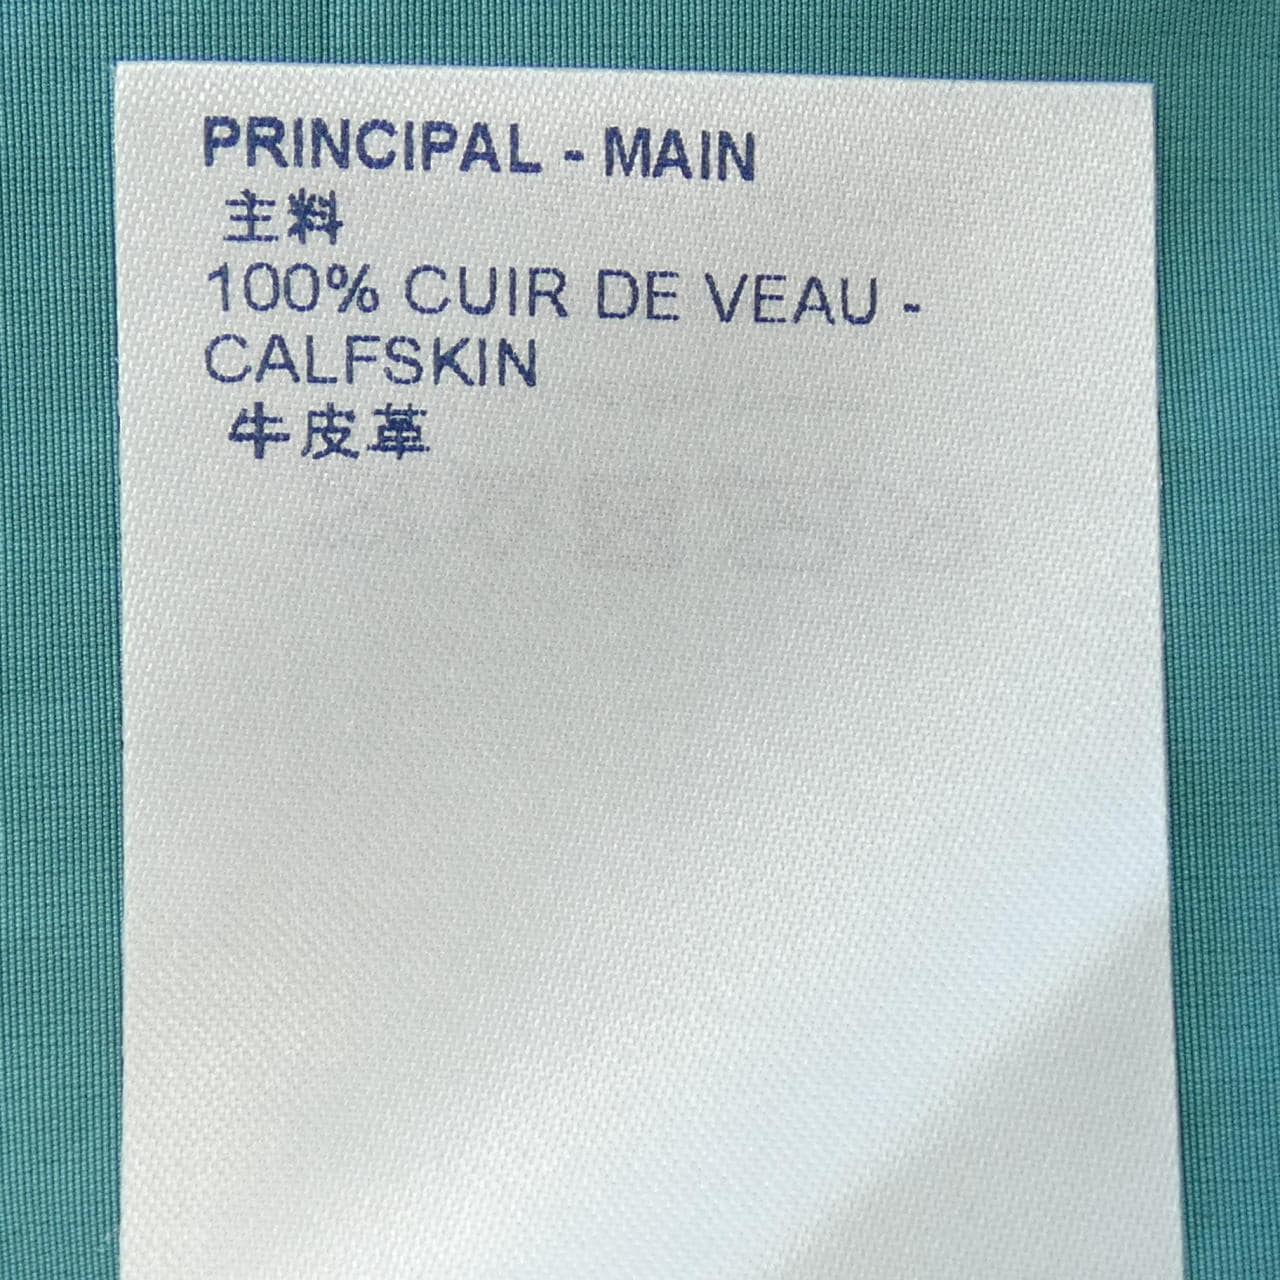 PRINCIPAL - MAIN
主料
100% CUIR DE VEAU -
CALFSKIN
牛皮革